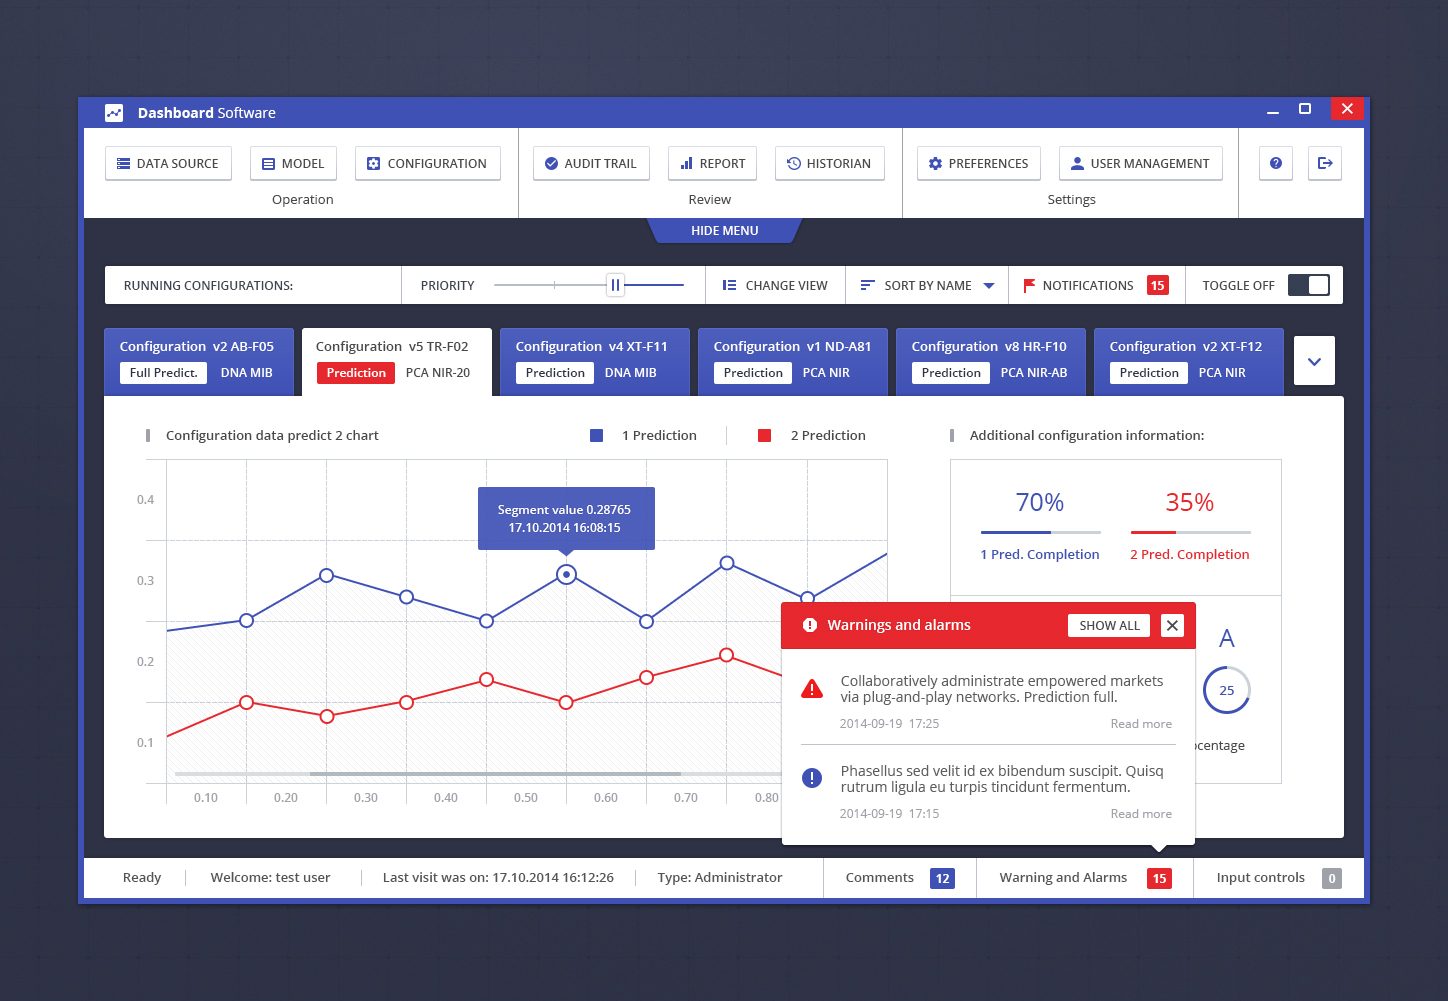 Dashboard Software
DATA SOURCE MODEL CONFIGURATION AUDIT TRAIL REPORT HISTORIAN PREFERENCES USER MANAGEMENT ?
Operation Review Settings
HIDE MENU
RUNNING CONFIGURATIONS: PRIORITY CHANGE VIEW SORT BY NAME NOTIFICATIONS 15 TOGGLE OFF
Configuration v2 AB-F05
Full Predict. DNA MIB
Configuration v5 TR-F02
Prediction PCA NIR-20
Configuration v4 XT-F11
Prediction DNA MIB
Configuration v1 ND-A81
Prediction PCA NIR
Configuration v8 HR-F10
Prediction PCA NIR-AB
Configuration v2 XT-F12
Prediction PCA NIR
Configuration data predict 2 chart 1 Prediction 2 Prediction
0.4
0.3
0.2
0.1
Segment value 0.28765
17.10.2014 16:08:15
0.10 0.20 0.30 0.40 0.50 0.60 0.70 0.80
Additional configuration information:
70% 35%
1 Pred. Completion 2 Pred. Completion
A
25
centage
Warnings and alarms SHOW ALL
Collaboratively administrate empowered markets
via plug-and-play networks. Prediction full.
2014-09-19 17:25 Read more
Phasellus sed velit id ex bibendum suscipit. Quisq
rutrum ligula eu turpis tincidunt fermentum.
2014-09-19 17:15 Read more
Ready Welcome: test user Last visit was on: 17.10.2014 16:12:26 Type: Administrator Comments 12 Warning and Alarms 15 Input controls 0